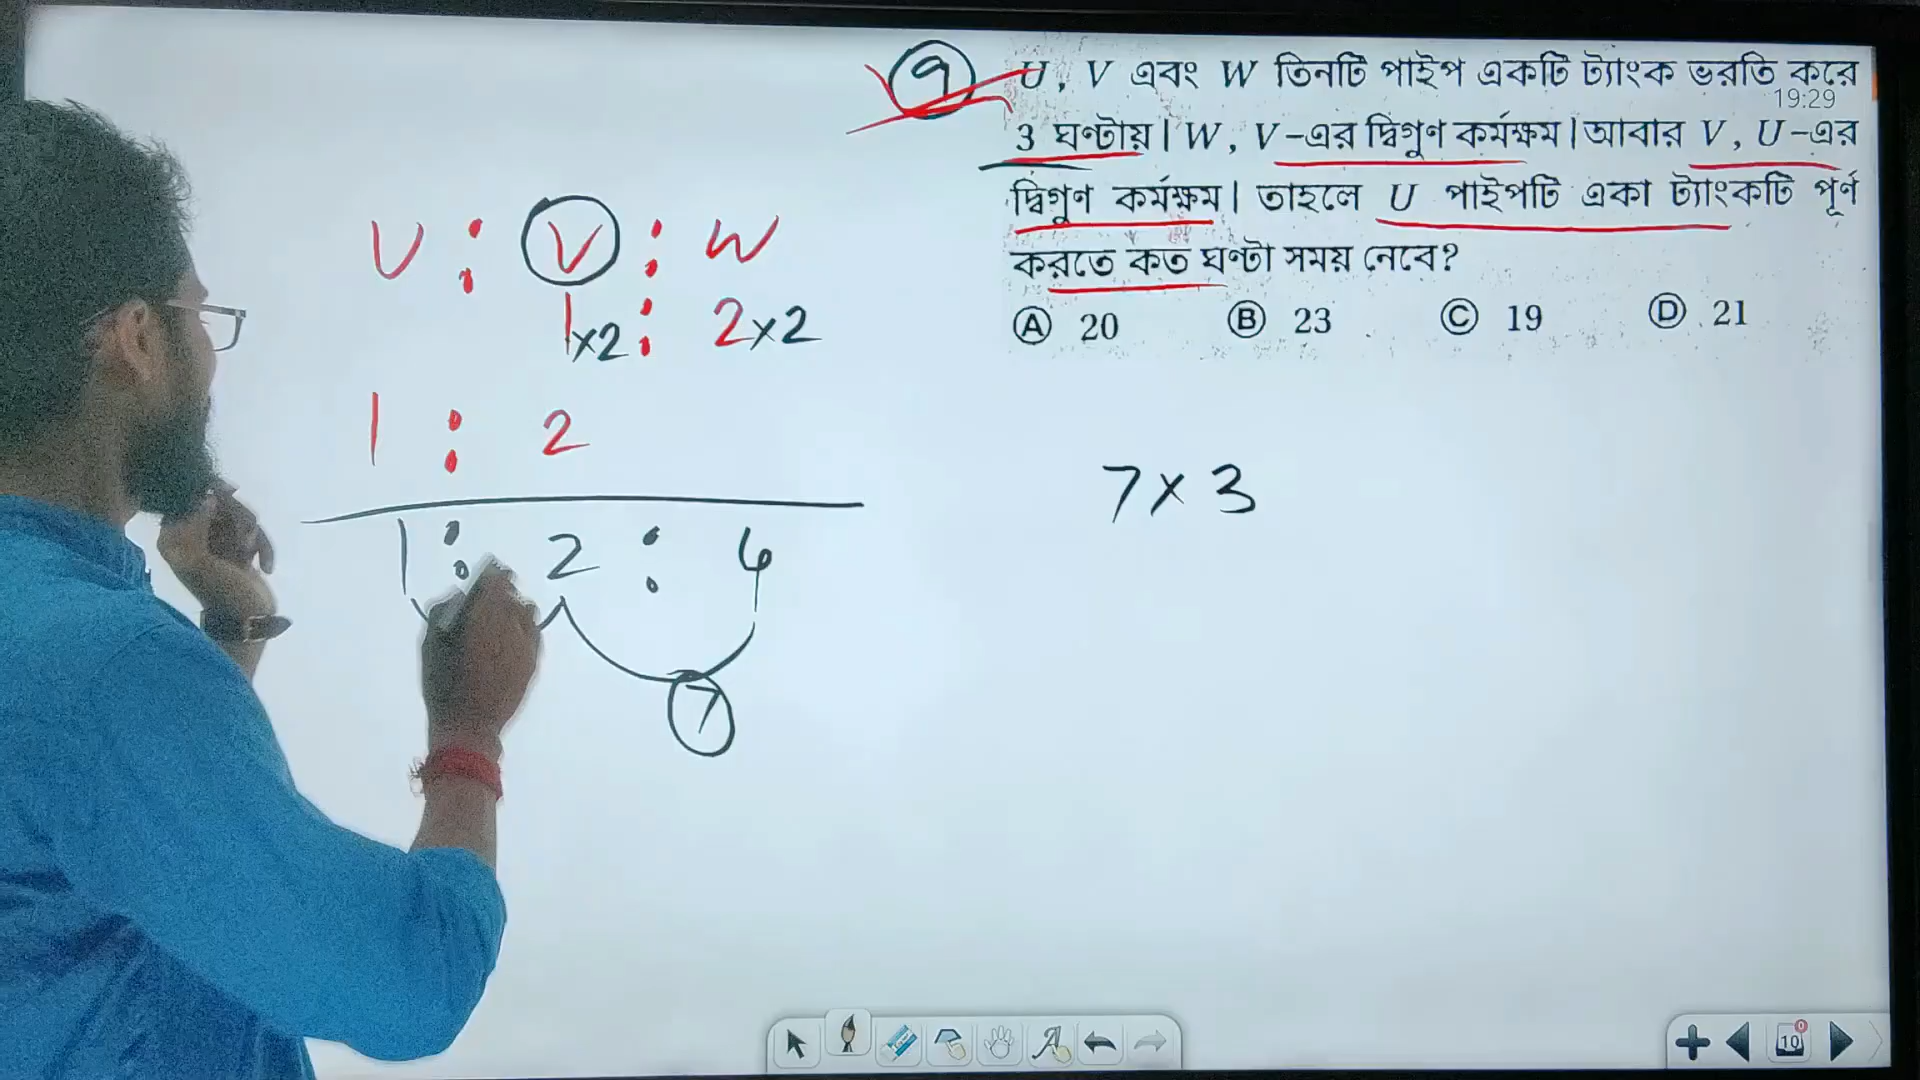 ৭ U, V এবং W তিনটি পাইপ একটি ট্যাংক ভরতি করে
19:29
3 ঘণ্টায়। W, V-এর দ্বিগুণ কর্মক্ষম। আবার V, U-এর
দ্বিগুণ কর্মক্ষম। তাহলে U পাইপটি একা ট্যাংকটি পূর্ণ
করতে কত ঘণ্টা সময় নেবে?
Ⓐ 20 Ⓑ 23 Ⓒ 19 Ⓓ 21
U : V : W
1×2 : 2×2
1 : 2
1 : 2 : 4
7
7 × 3
10
0